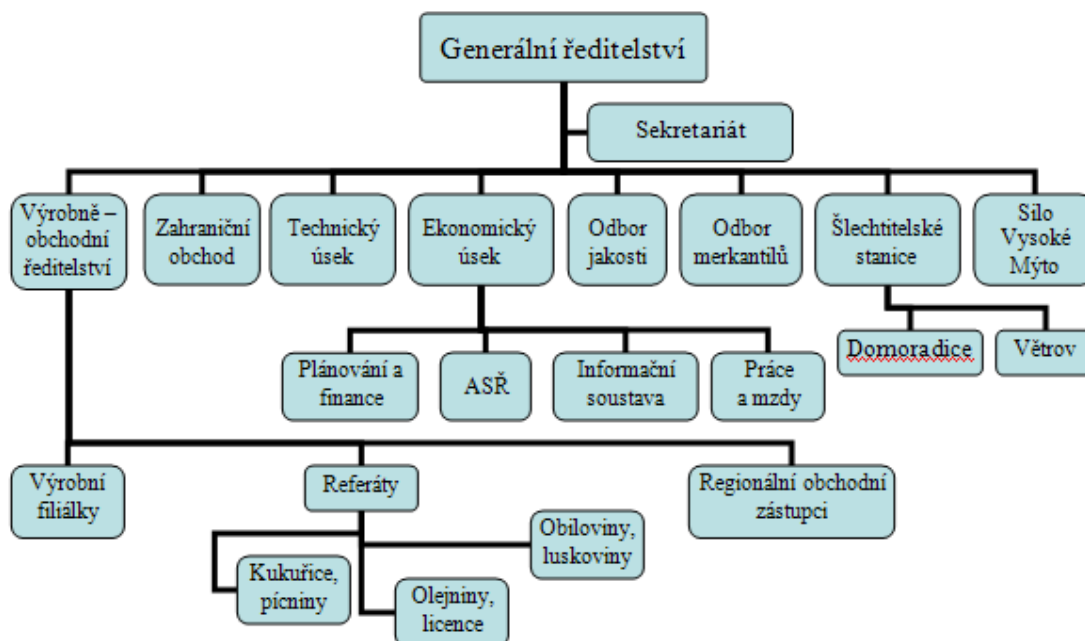 Generální ředitelství
Sekretariát
Výrobně –
obchodní
ředitelství
Zahraniční
obchod
Technický
úsek
Ekonomický
úsek
Odbor
jakosti
Odbor
merkantilů
Šlechtitelské
stanice
Silo
Vysoké
Mýto
Domoradice
Větrov
Plánování a
finance
ASŘ
Informační
soustava
Práce
a mzdy
Výrobní
filiálky
Referáty
Regionální obchodní
zástupci
Obiloviny,
luskoviny
Kukuřice,
pícniny
Olejniny,
licence